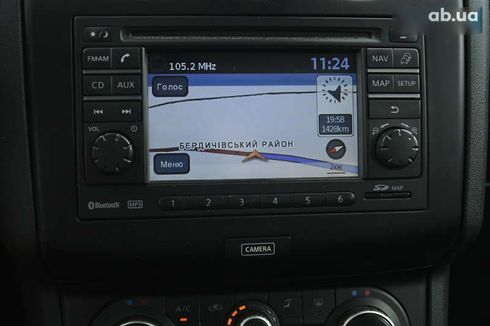 ab.ua
FM•AM
CD AUX
VOL
105.2 MHz
11:24
Голос
19:58
1428km
БЕРДИЧІВСЬКИЙ РАЙОН
Меню
2KM
NAV
MAP SETUP
SD MAP
Bluetooth MP3
1 2 3 4 5 6
CAMERA
A/C